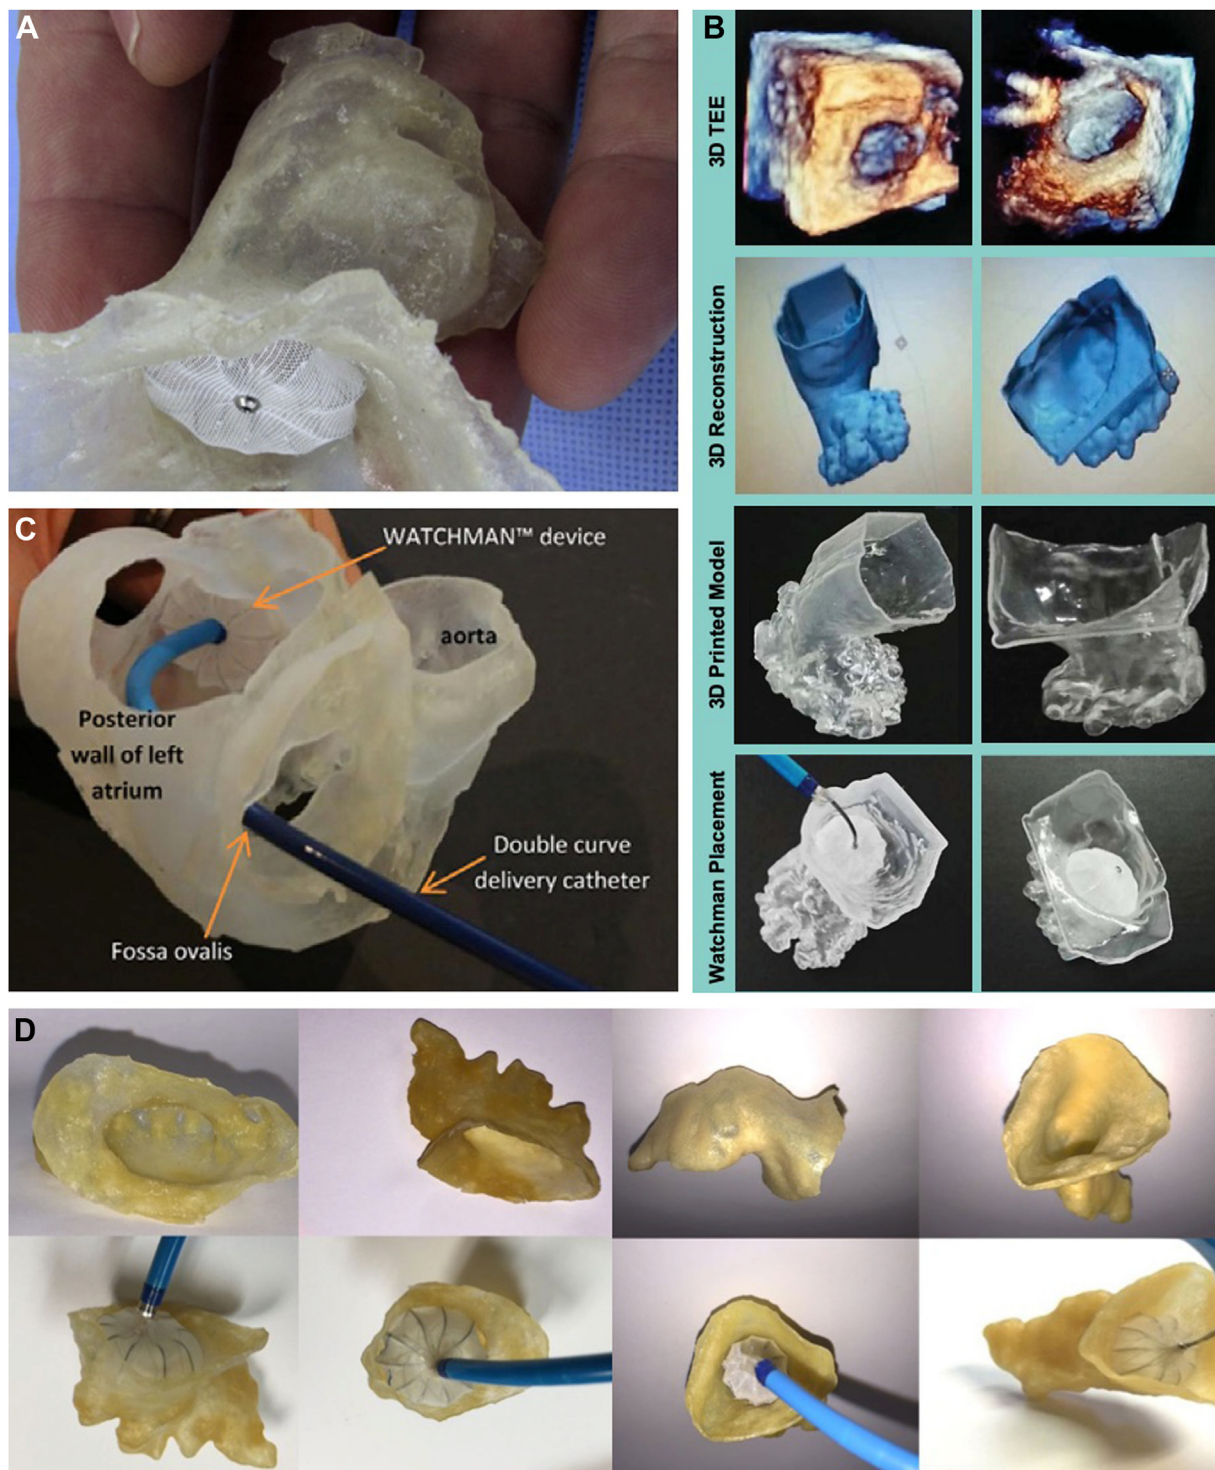 A
B
3D TEE
3D Reconstruction
3D Printed Model
Watchman Placement
C
WATCHMAN™ device
aorta
Posterior
wall of left
atrium
Double curve
delivery catheter
Fossa ovalis
D